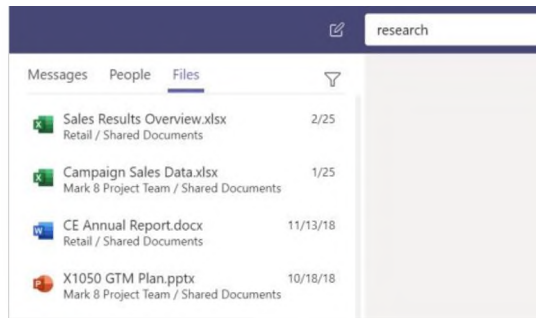 research
Messages People Files
Sales Results Overview.xlsx 2/25
Retail / Shared Documents
Campaign Sales Data.xlsx 1/25
Mark 8 Project Team / Shared Documents
CE Annual Report.docx 11/13/18
Retail / Shared Documents
X1050 GTM Plan.pptx 10/18/18
Mark 8 Project Team / Shared Documents